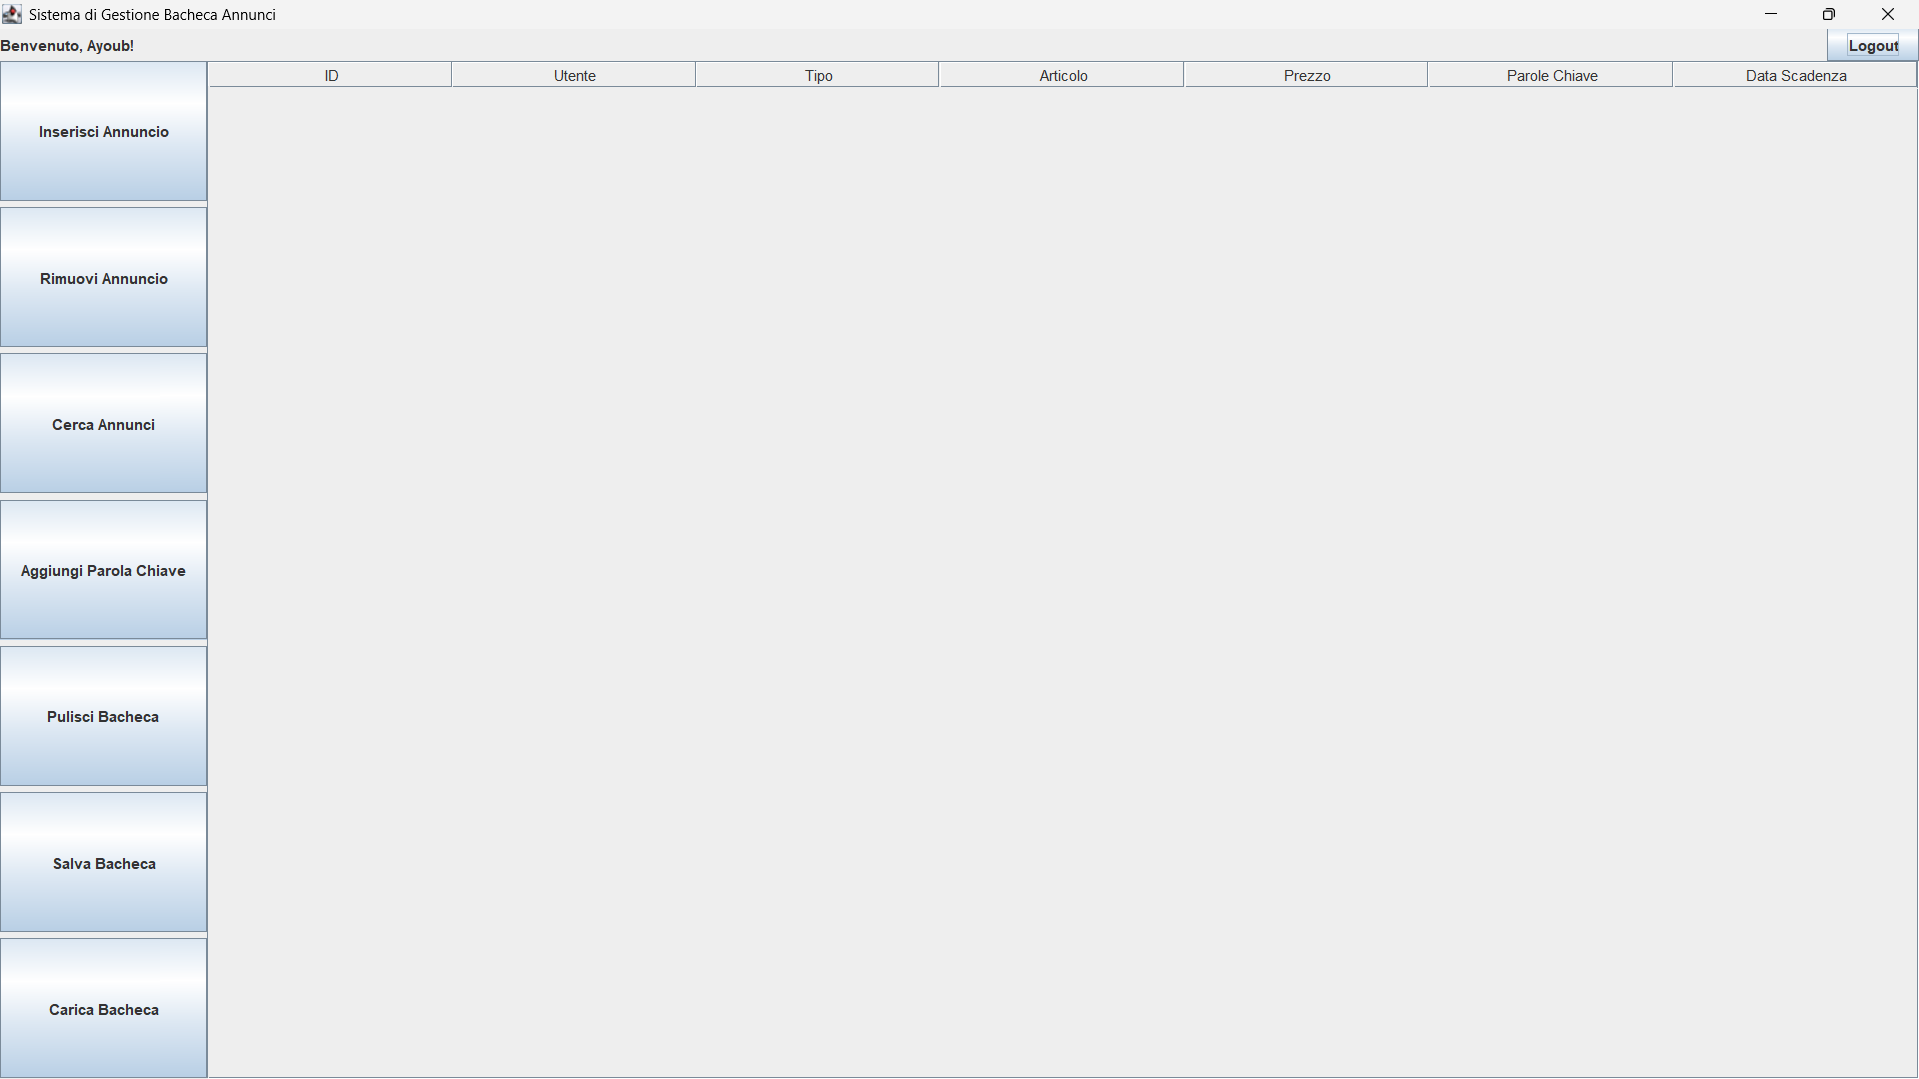 Sistema di Gestione Bacheca Annunci
Benvenuto, Ayoub!
Logout
ID Utente Tipo Articolo Prezzo Parole Chiave Data Scadenza
Inserisci Annuncio
Rimuovi Annuncio
Cerca Annunci
Aggiungi Parola Chiave
Pulisci Bacheca
Salva Bacheca
Carica Bacheca